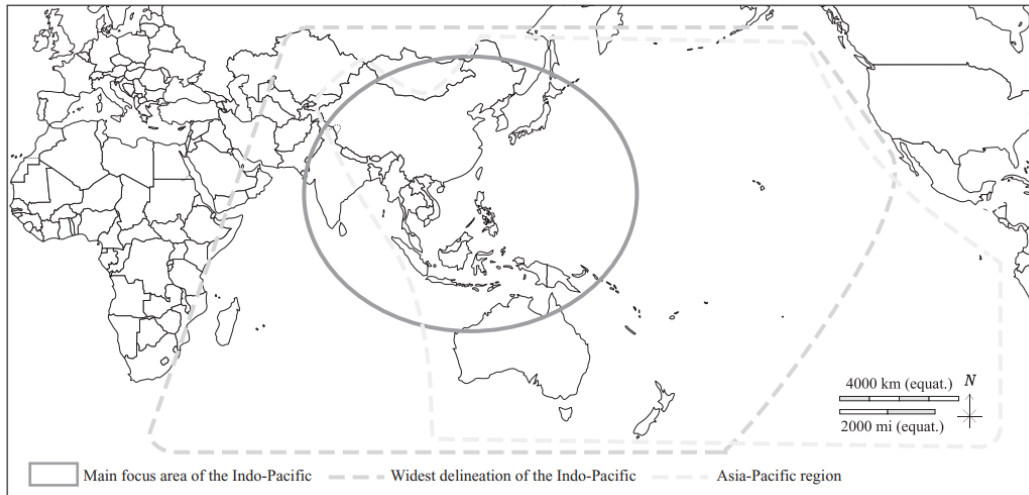 4000 km (equat.)
N
2000 mi (equat.)
Main focus area of the Indo-Pacific
Widest delineation of the Indo-Pacific
Asia-Pacific region